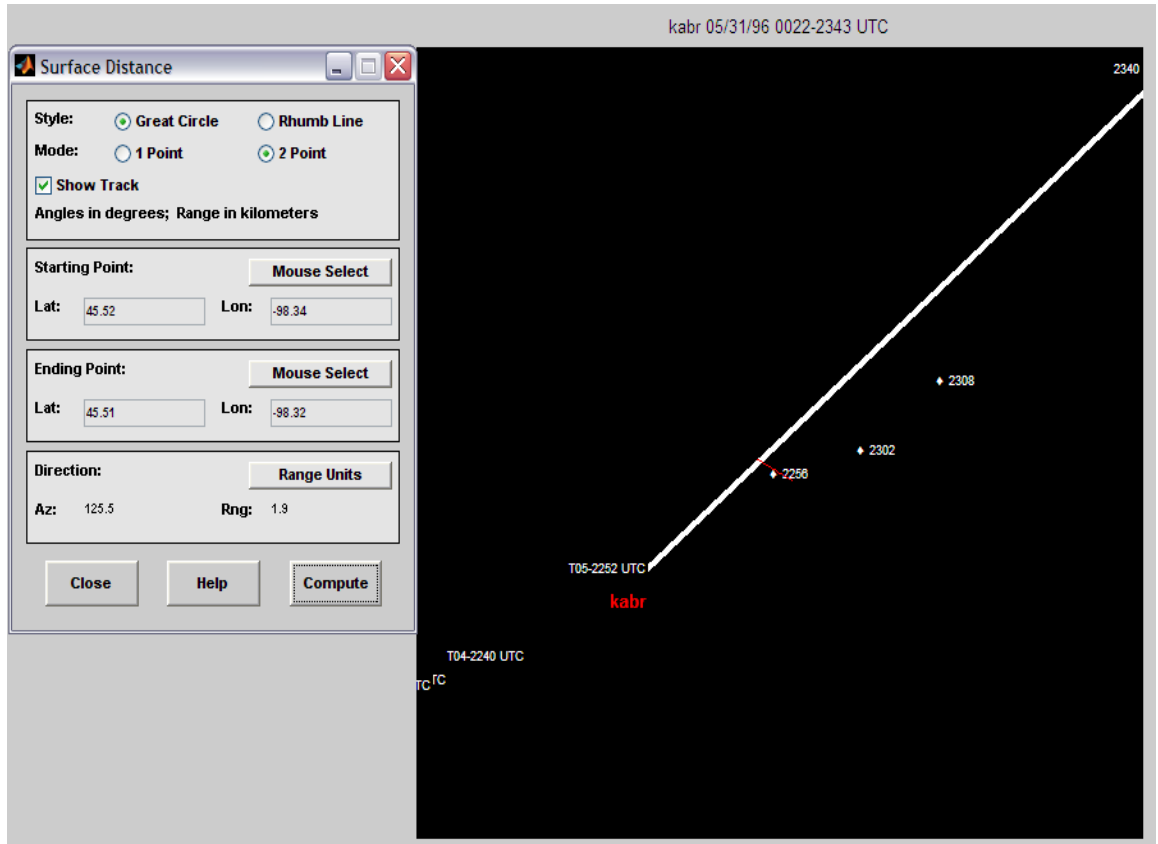 kabr 05/31/96 0022-2343 UTC
Surface Distance
Style: Great Circle Rhumb Line
Mode: 1 Point 2 Point
Show Track
Angles in degrees; Range in kilometers
Starting Point: Mouse Select
Lat: 45.52 Lon: -98.34
Ending Point: Mouse Select
Lat: 45.51 Lon: -98.32
Direction: Range Units
Az: 125.5 Rng: 1.9
Close Help Compute
2340
2308
2302
2256
T05-2252 UTC
kabr
T04-2240 UTC
TC TC